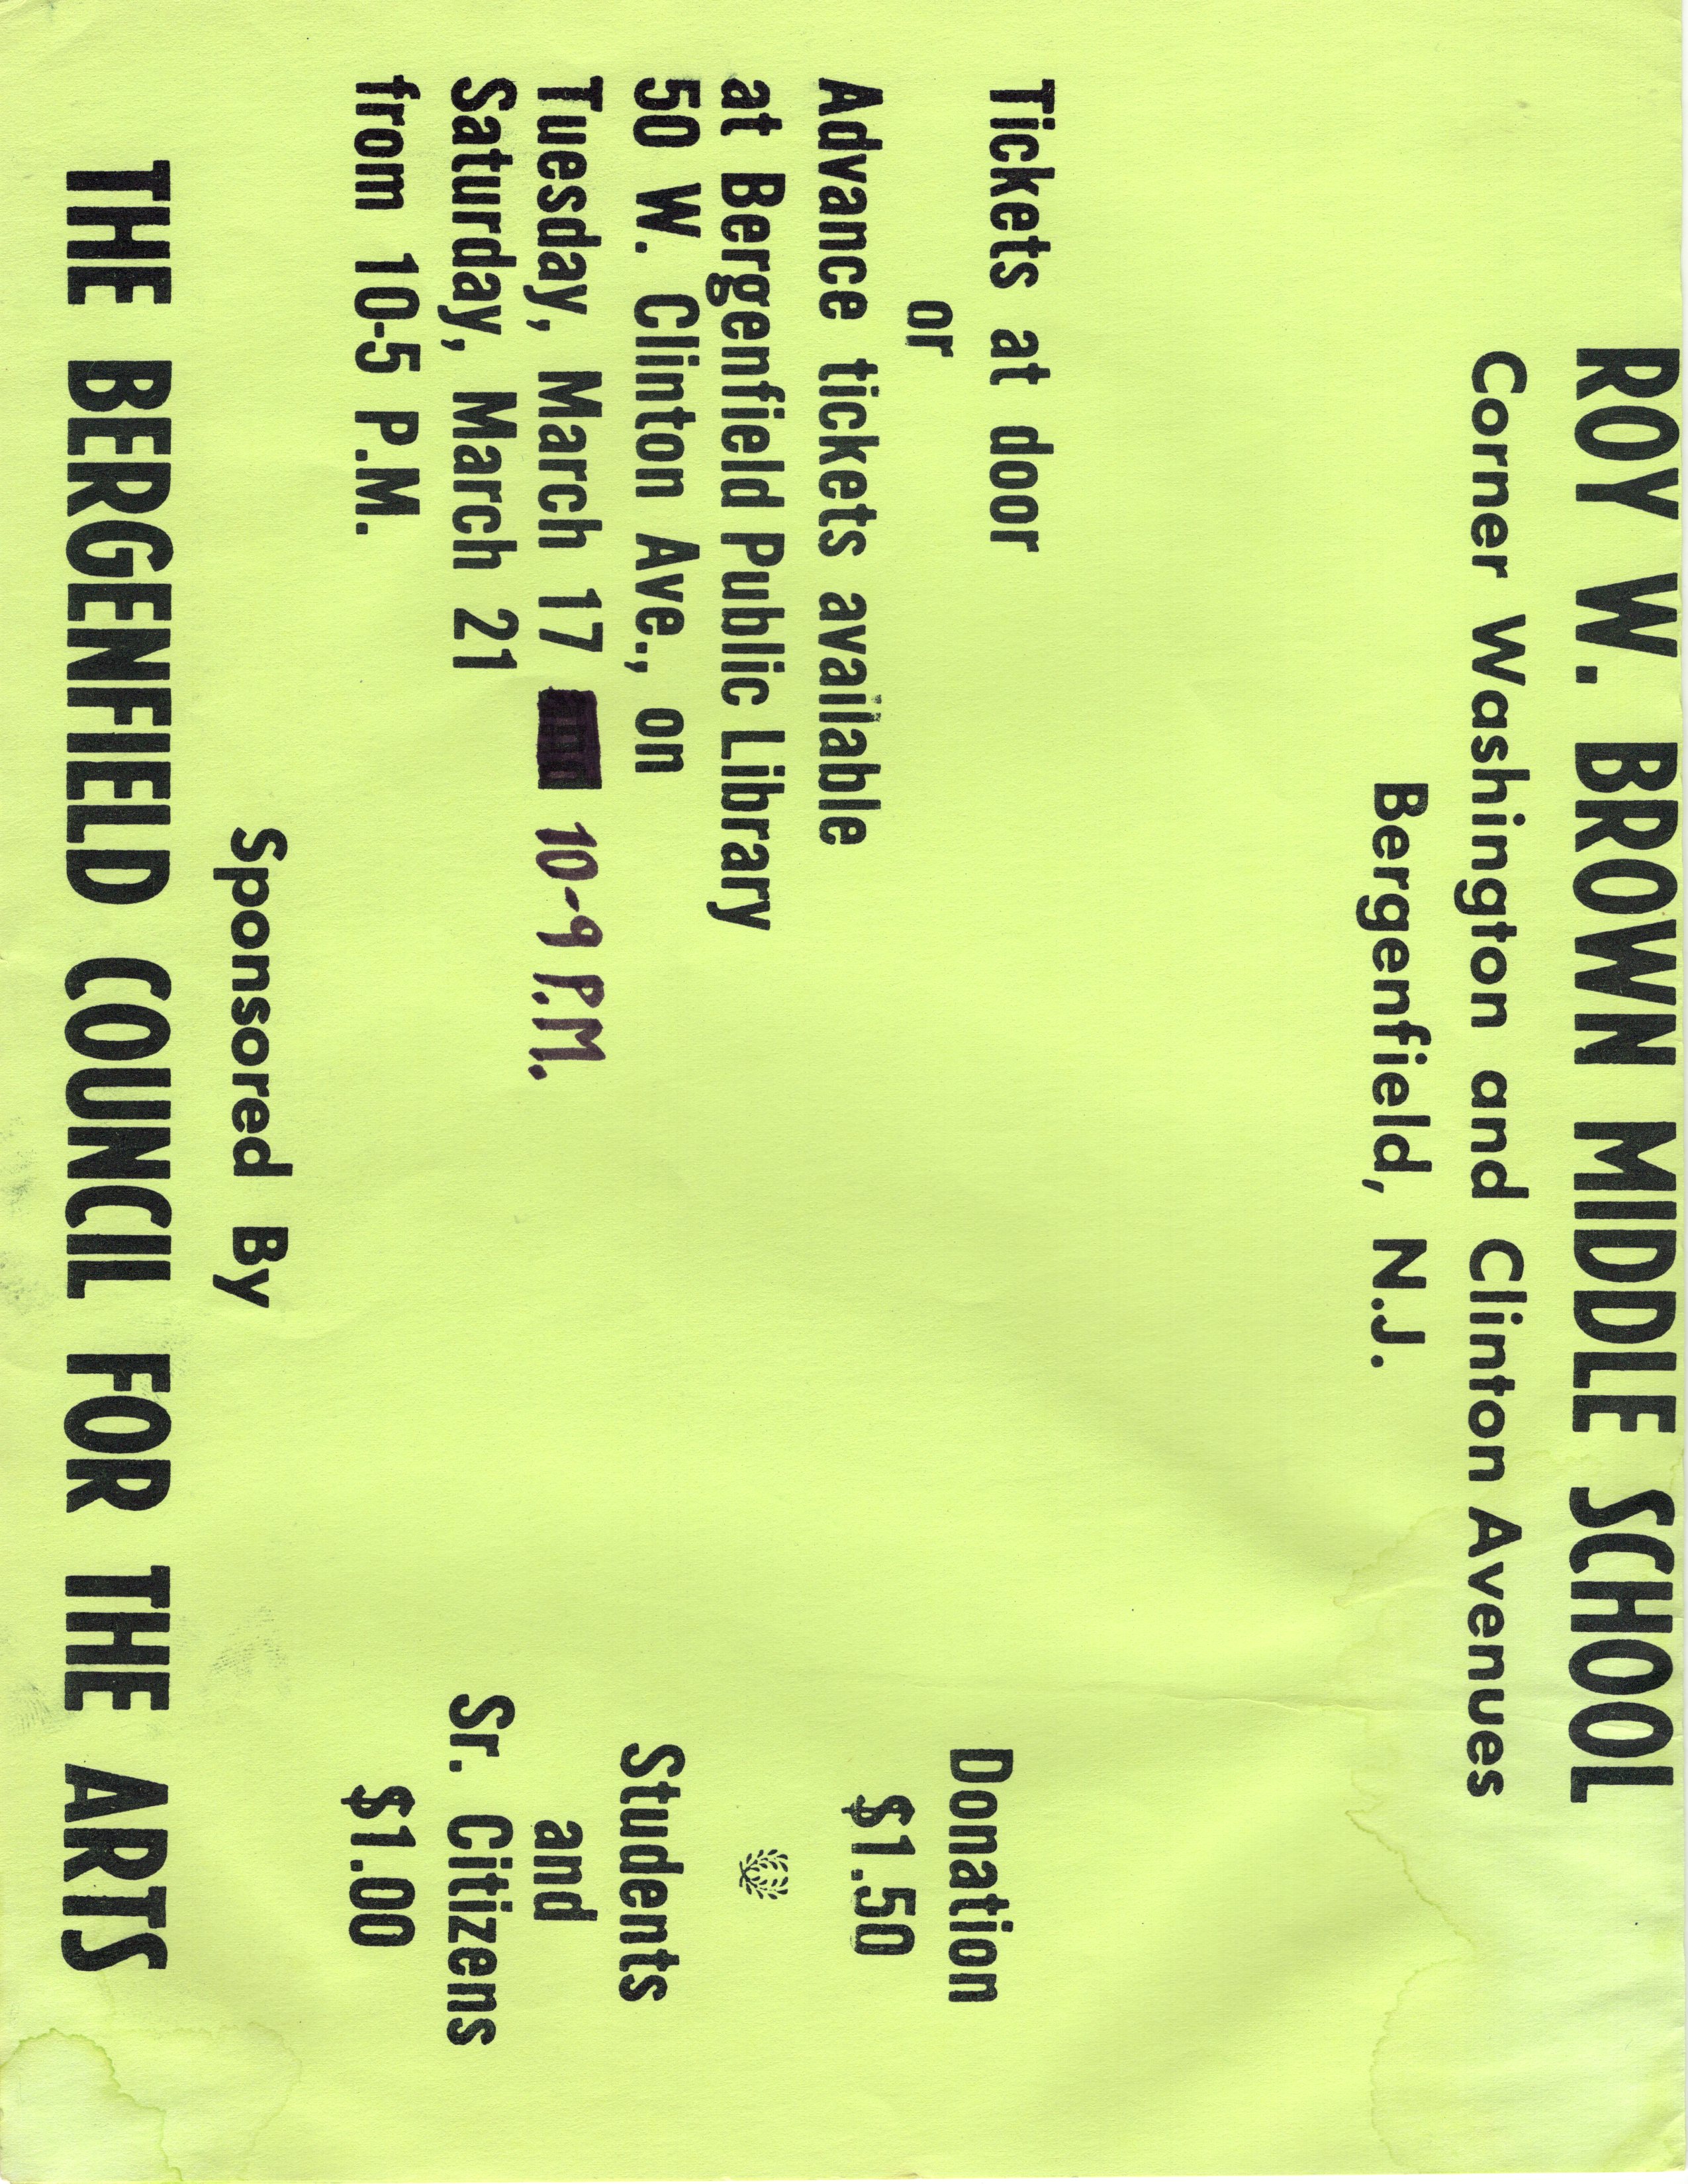 ROY W. BROWN MIDDLE SCHOOL
Corner Washington and Clinton Avenues
Bergenfield, N.J.
Tickets at door
or
Advance tickets available
at Bergenfield Public Library
50 W. Clinton Ave., on
Tuesday, March 17 10-9 P.M.
Saturday, March 21
from 10-5 P.M.
Donation
$1.50
Students
and
Sr. Citizens
$1.00
Sponsored By
THE BERGENFIELD COUNCIL FOR THE ARTS